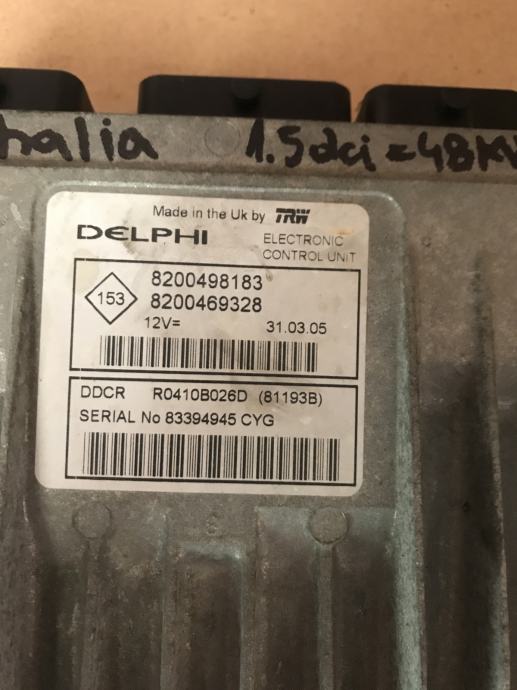 halia 1.5dci=48KW
Made in the Uk by TRW
DELPHI ELECTRONIC
CONTROL UNIT
153
8200498183
8200469328
12V= 31.03.05
DDCR R0410B026D (81193B)
SERIAL No 83394945 CYG